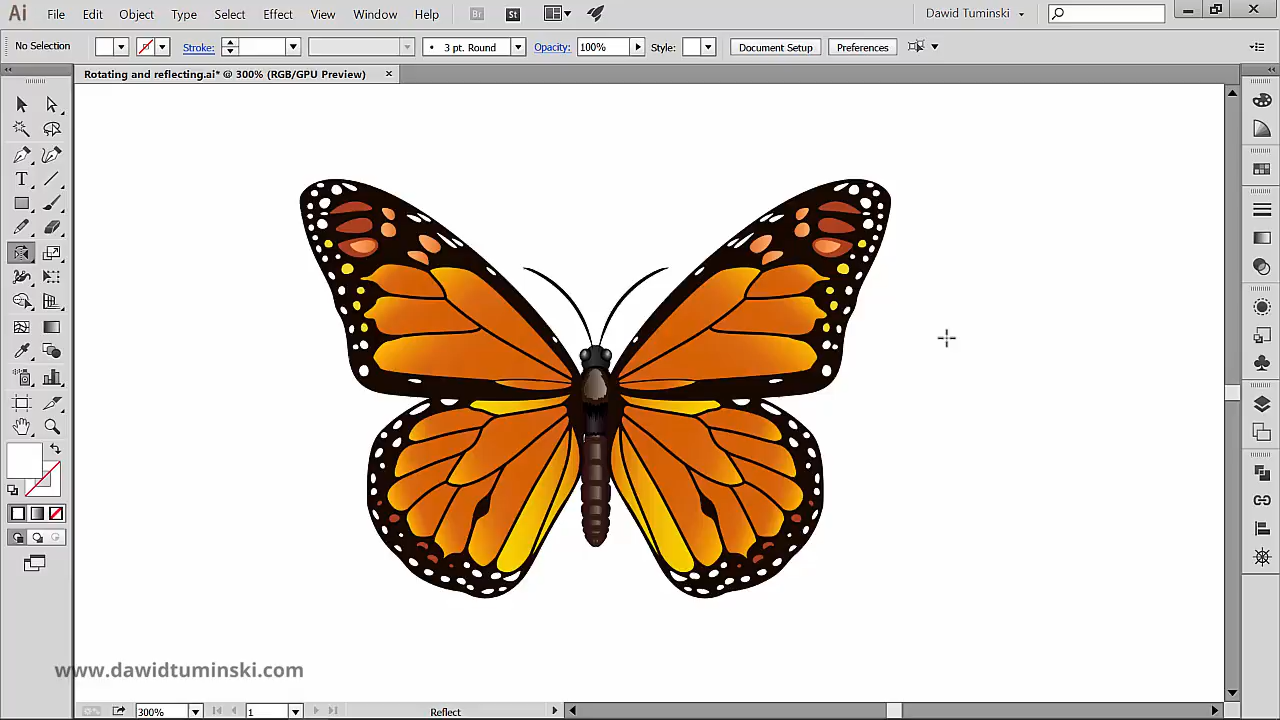 Ai File Edit Object Type Select Effect View Window Help Br St Dawid Tuminski
No Selection Stroke: 3 pt. Round Opacity: 100% Style: Document Setup Preferences
Rotating and reflecting.ai* @ 300% (RGB/GPU Preview) ×
T
www.dawidtuminski.com
300% 1 Reflect